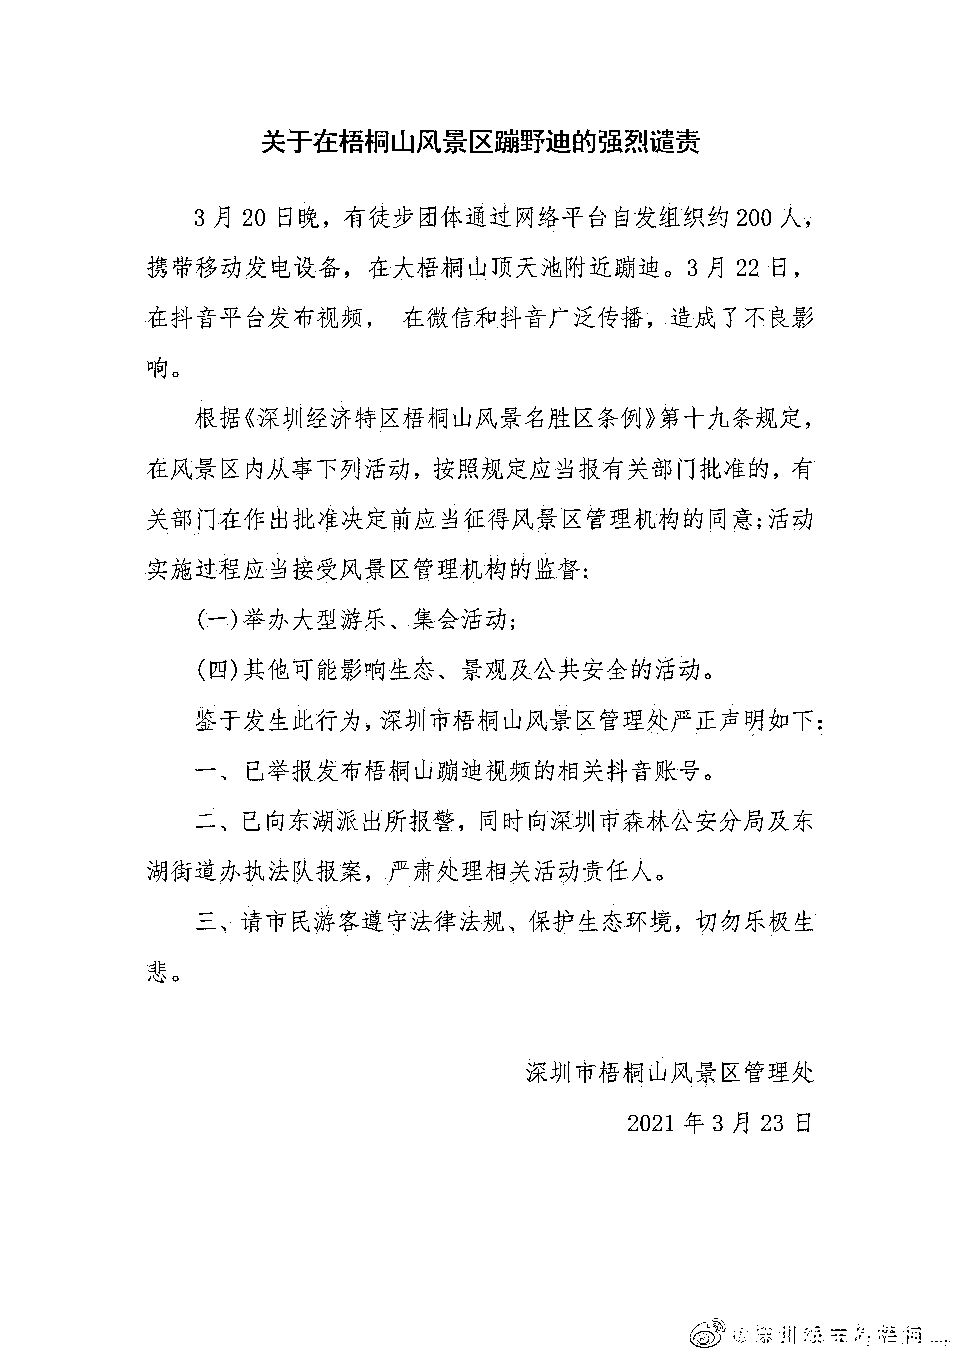 关于在梧桐山风景区蹦野迪的强烈谴责
3月20日晚，有徒步团体通过网络平台自发组织约200人，
携带移动发电设备，在大梧桐山顶天池附近蹦迪。3月22日，
在抖音平台发布视频， 在微信和抖音广泛传播，造成了不良影
响。
根据《深圳经济特区梧桐山风景名胜区条例》第十九条规定，
在风景区内从事下列活动，按照规定应当报有关部门批准的，有
关部门在作出批准决定前应当征得风景区管理机构的同意；活动
实施过程应当接受风景区管理机构的监督：
(一)举办大型游乐、集会活动；
(四)其他可能影响生态、景观及公共安全的活动。
鉴于发生此行为，深圳市梧桐山风景区管理处严正声明如下：
一、已举报发布梧桐山蹦迪视频的相关抖音账号。
二、已向东湖派出所报警，同时向深圳市森林公安分局及东
湖街道办执法队报案，严肃处理相关活动责任人。
三、请市民游客遵守法律法规、保护生态环境，切勿乐极生
悲。
深圳市梧桐山风景区管理处
2021年3月23日